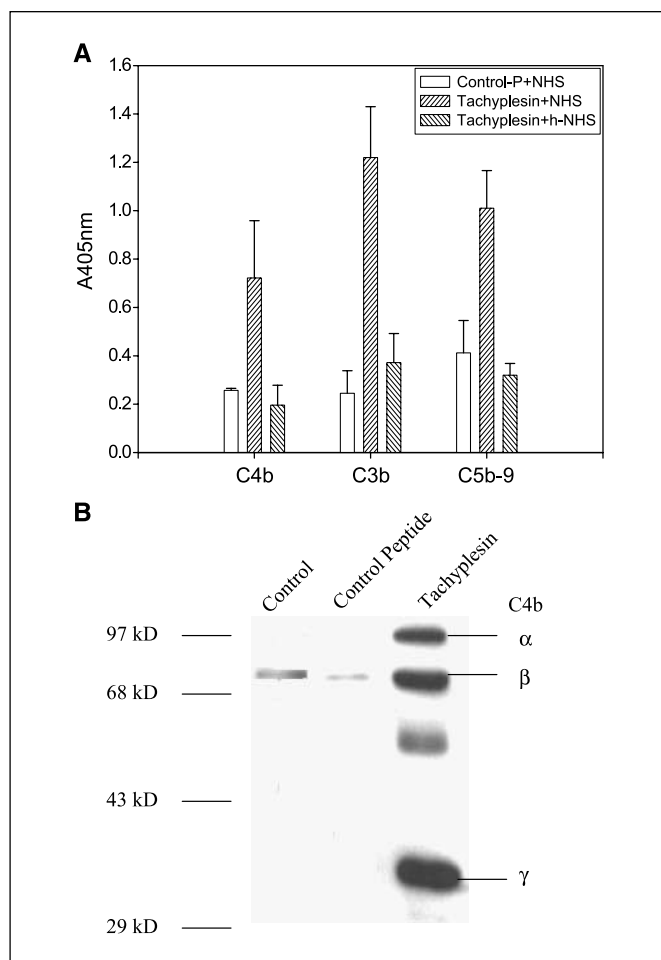 A
1.6
1.4
1.2
1.0
0.8
0.6
0.4
0.2
0.0
A405nm
Control-P+NHS
Tachyplesin+NHS
Tachyplesin+h-NHS
C4b
C3b
C5b-9
B
Control
Control Peptide
Tachyplesin
C4b
97 kD
α
68 kD
β
43 kD
γ
29 kD